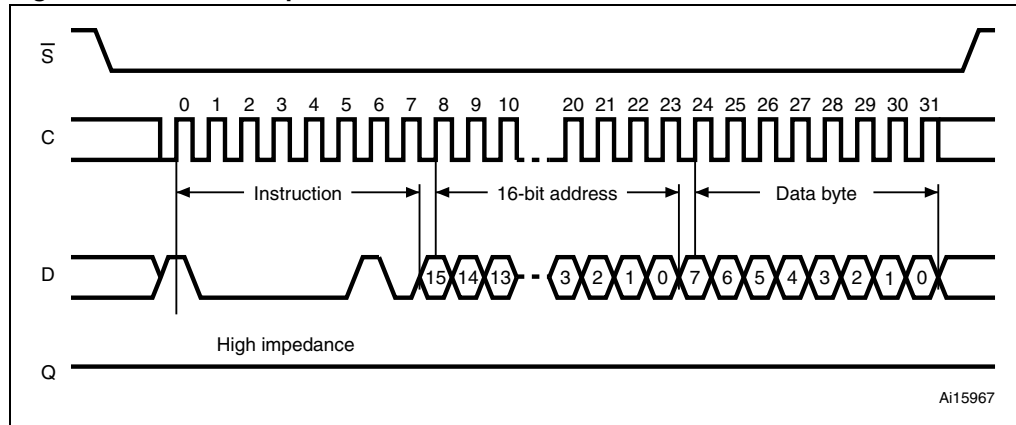 S
0 1 2 3 4 5 6 7 8 9 10 20 21 22 23 24 25 26 27 28 29 30 31
C
Instruction 16-bit address Data byte
D
15 14 13 3 2 1 0 7 6 5 4 3 2 1 0
High impedance
Q
Ai15967